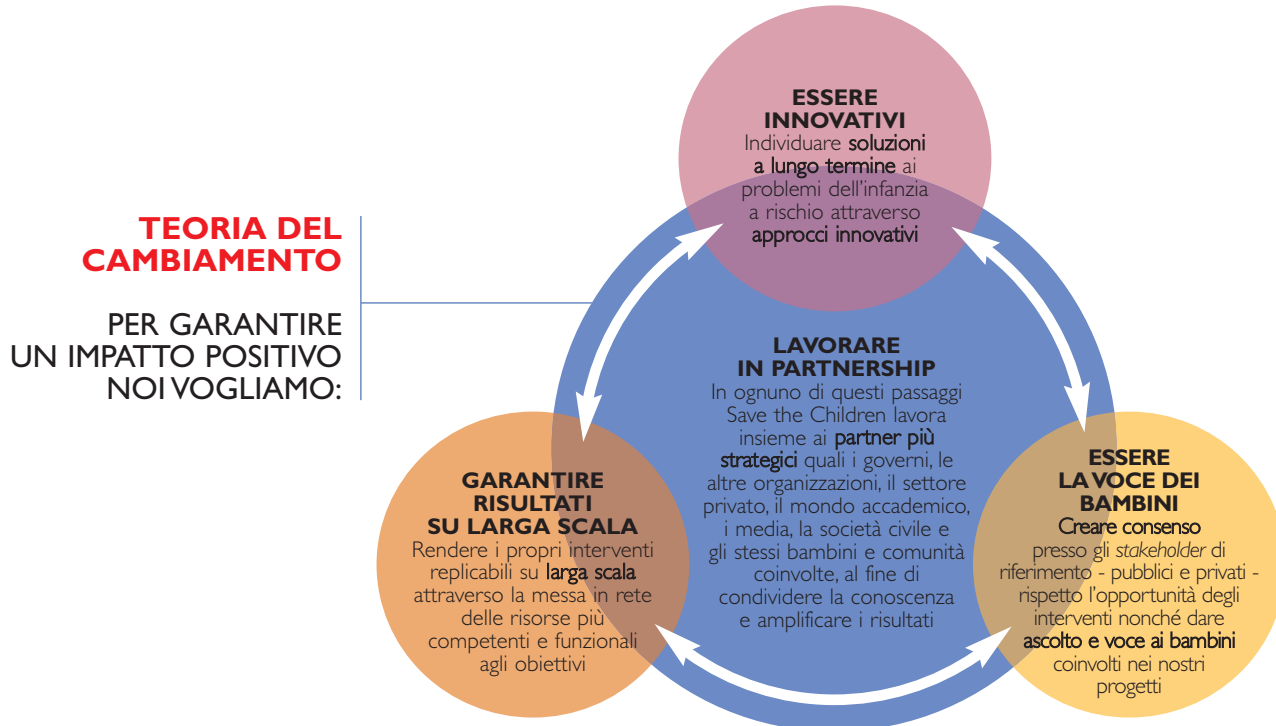 TEORIA DEL
CAMBIAMENTO
PER GARANTIRE
UN IMPATTO POSITIVO
NOI VOGLIAMO:
ESSERE
INNOVATIVI
Individuare soluzioni
a lungo termine ai
problemi dell'infanzia
a rischio attraverso
approcci innovativi
LAVORARE
IN PARTNERSHIP
In ognuno di questi passaggi
Save the Children lavora
insieme ai partner più
strategici quali i governi, le
altre organizzazioni, il settore
privato, il mondo accademico,
i media, la società civile e
gli stessi bambini e comunità
coinvolte, al fine di
condividere la conoscenza
e amplificare i risultati
GARANTIRE
RISULTATI
SU LARGA SCALA
Rendere i propri interventi
replicabili su larga scala
attraverso la messa in rete
delle risorse più
competenti e funzionali
agli obiettivi
ESSERE
LA VOCE DEI
BAMBINI
Creare consenso
presso gli stakeholder di
riferimento - pubblici e privati -
rispetto l'opportunità degli
interventi nonché dare
ascolto e voce ai bambini
coinvolti nei nostri
progetti